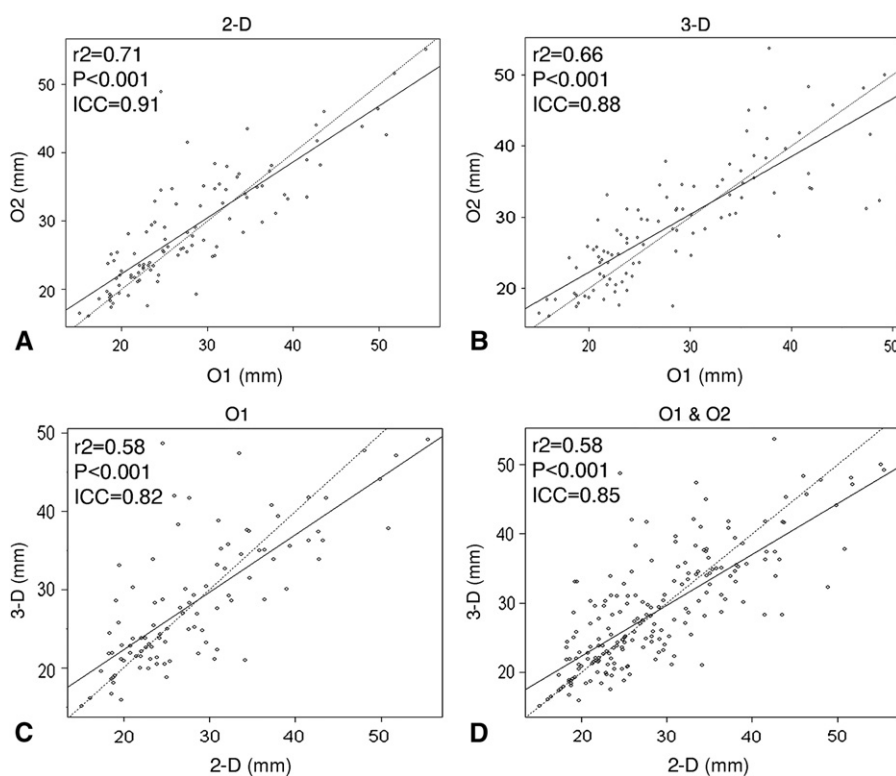 2-D
r2=0.71
P<0.001
ICC=0.91
50
40
30
20
O2 (mm)
20 30 40 50
A
O1 (mm)
3-D
r2=0.66
P<0.001
ICC=0.88
50
40
30
20
O2 (mm)
20 30 40 50
B
O1 (mm)
O1
r2=0.58
P<0.001
ICC=0.82
50
40
30
20
3-D (mm)
20 30 40 50
C
2-D (mm)
O1 & O2
r2=0.58
P<0.001
ICC=0.85
50
40
30
20
3-D (mm)
20 30 40 50
D
2-D (mm)